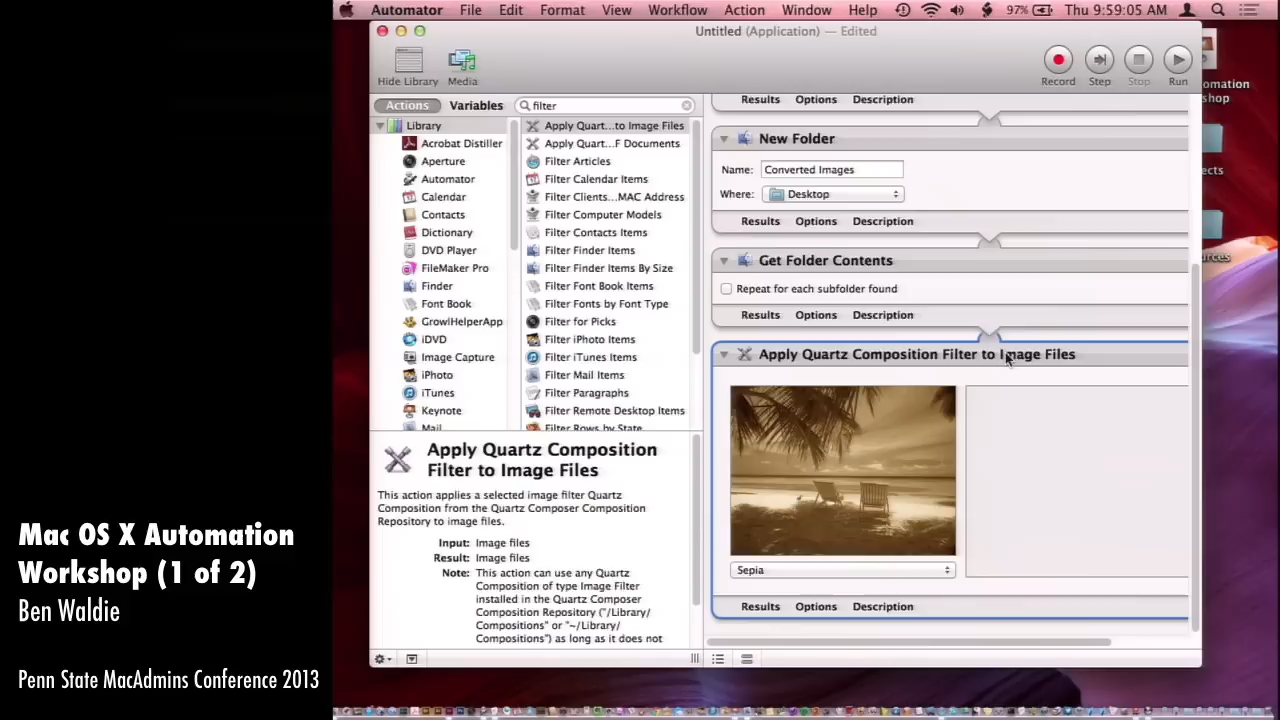 Automator File Edit Format View Workflow Action Window Help 97% Thu 9:59:05 AM
Untitled (Application) — Edited
Hide Library Media Record Step Stop Run
Actions Variables filter
Library
Acrobat Distiller
Aperture
Automator
Calendar
Contacts
Dictionary
DVD Player
FileMaker Pro
Finder
Font Book
GrowlHelperApp
iDVD
Image Capture
iPhoto
iTunes
Keynote
Mail
Apply Quart...to Image Files
Apply Quart...F Documents
Filter Articles
Filter Calendar Items
Filter Clients...MAC Address
Filter Computer Models
Filter Contacts Items
Filter Finder Items
Filter Finder Items By Size
Filter Font Book Items
Filter Fonts by Font Type
Filter for Picks
Filter iPhoto Items
Filter iTunes Items
Filter Mail Items
Filter Paragraphs
Filter Remote Desktop Items
Filter Rows by State
Apply Quartz Composition
Filter to Image Files
This action applies a selected image filter Quartz
Composition from the Quartz Composer Composition
Repository to image files.
Input: Image files
Result: Image files
Note: This action can use any Quartz
Composition of type Image Filter
installed in the Quartz Composer
Composition Repository ("/Library/
Compositions" or "~/Library/
Compositions") as long as it does not
Results Options Description
New Folder
Name: Converted Images
Where: Desktop
Results Options Description
Get Folder Contents
Repeat for each subfolder found
Results Options Description
Apply Quartz Composition Filter to Image Files
Sepia
Results Options Description
omation
shop
ects
rces
Mac OS X Automation
Workshop (1 of 2)
Ben Waldie
Penn State MacAdmins Conference 2013